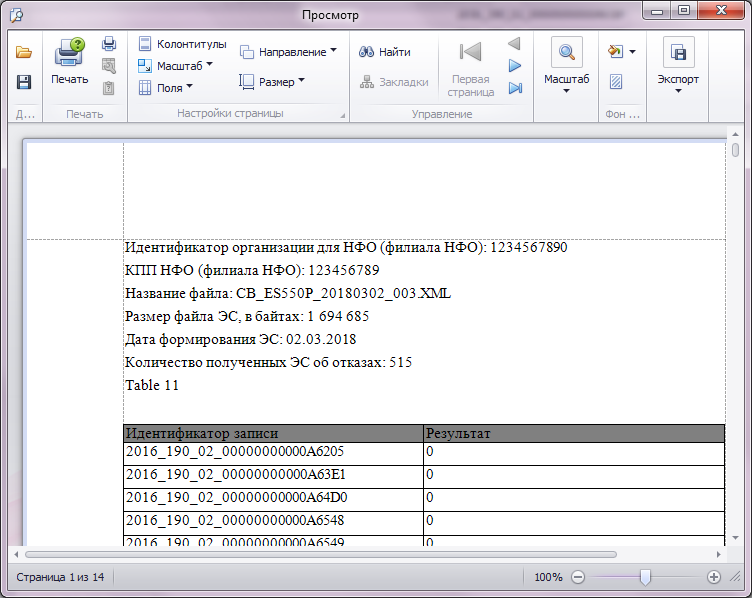 Просмотр
Колонтитулы
Направление
Найти
Печать
Масштаб
Первая
страница
Масштаб
Экспорт
Поля
Размер
Закладки
Д...
Печать
Настройки страницы
Управление
Фон ...
Идентификатор организации для НФО (филиала НФО): 1234567890
КПП НФО (филиала НФО): 123456789
Название файла: CB_ES550P_20180302_003.XML
Размер файла ЭС, в байтах: 1 694 685
Дата формирования ЭС: 02.03.2018
Количество полученных ЭС об отказах: 515
Table 11
Идентификатор записи Результат
2016_190_02_00000000000A6205 0
2016_190_02_00000000000A63E1 0
2016_190_02_00000000000A64D0 0
2016_190_02_00000000000A6548 0
2016_190_02_00000000000A6549 0
Страница 1 из 14
100%